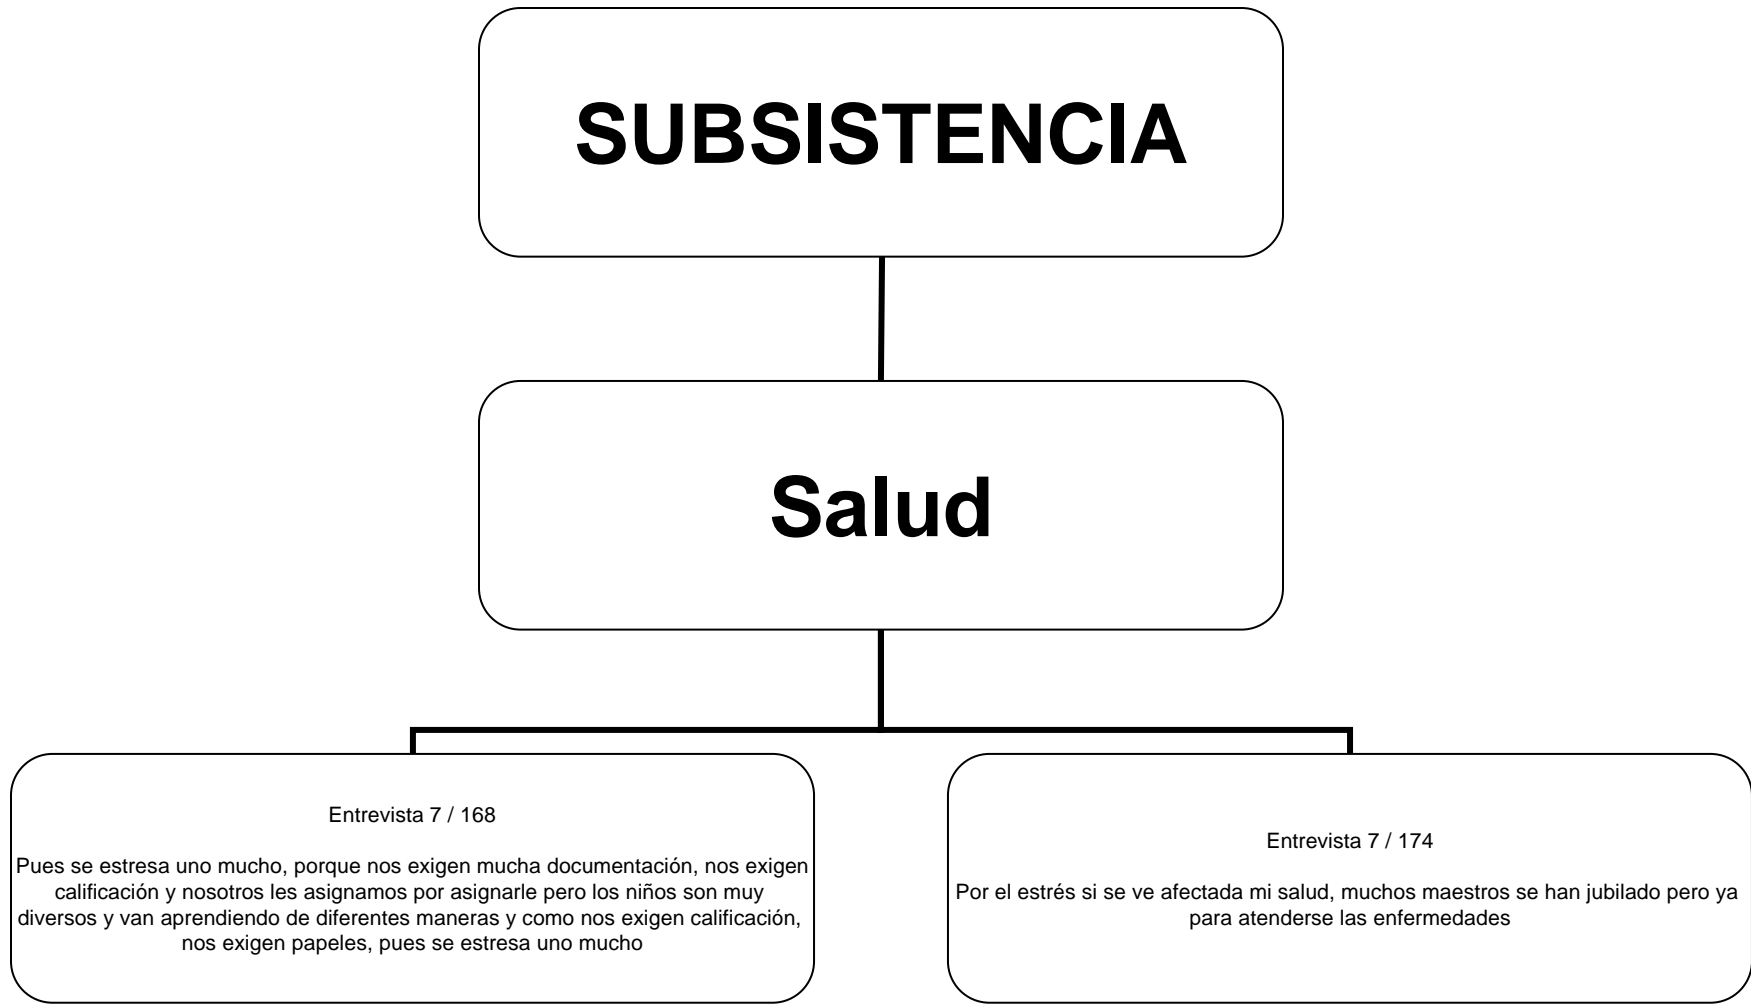 SUBSISTENCIA
Salud
Entrevista 7 / 168
Pues se estresa uno mucho, porque nos exigen mucha documentación, nos exigen
calificación y nosotros les asignamos por asignarle pero los niños son muy
diversos y van aprendiendo de diferentes maneras y como nos exigen calificación,
nos exigen papeles, pues se estresa uno mucho
Entrevista 7 / 174
Por el estrés si se ve afectada mi salud, muchos maestros se han jubilado pero ya
para atenderse las enfermedades